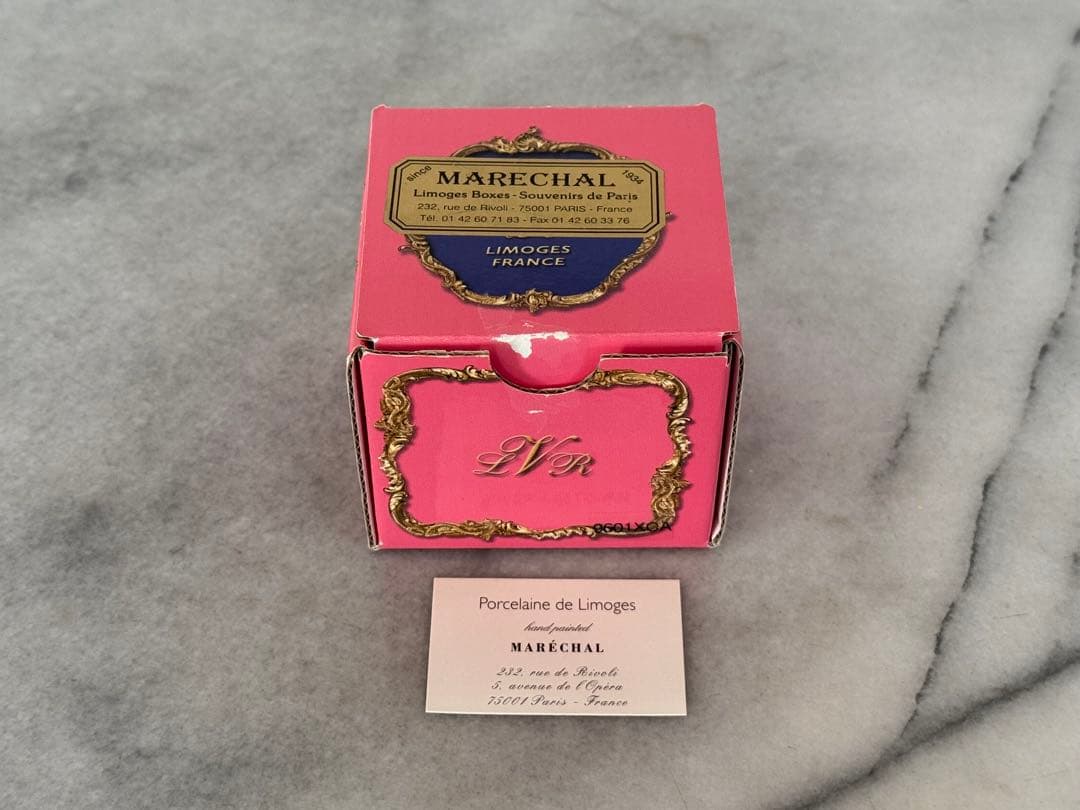 since 1934
MARECHAL
Limoges Boxes - Souvenirs de Paris
232, rue de Rivoli - 75001 PARIS - France
Tél. 01 42 60 71 83 - Fax 01 42 60 33 76
LIMOGES
FRANCE
LVR
0601XOA
Porcelaine de Limoges
hand painted
MARÉCHAL
232, rue de Rivoli
5, avenue de l'Opéra
75001 Paris - France